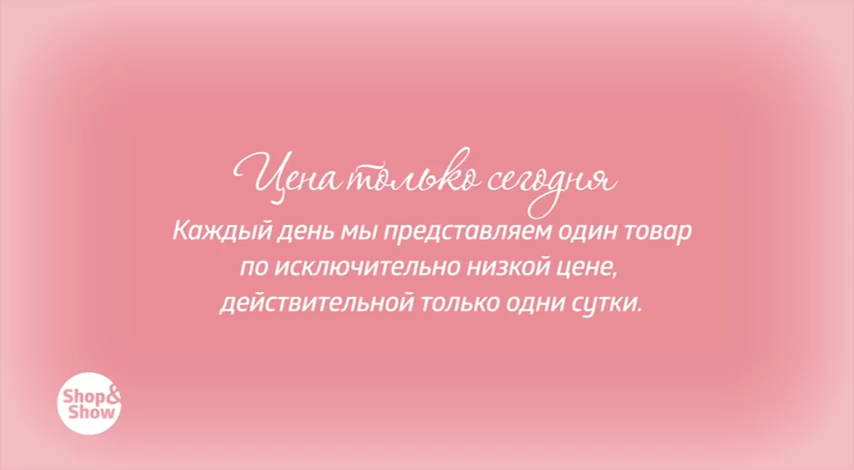 Цена только сегодня
Каждый день мы представляем один товар
по исключительно низкой цене,
действительной только одни сутки.
Shop&
Show